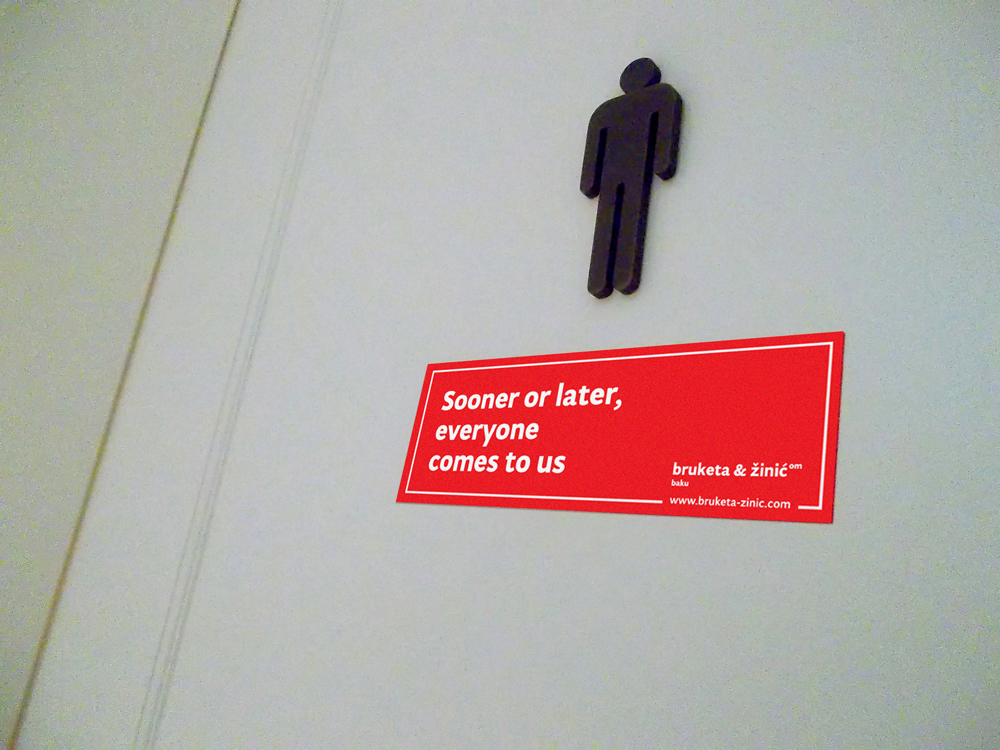 Sooner or later,
everyone
comes to us
bruketa & žinić om
baku
www.bruketa-zinic.com